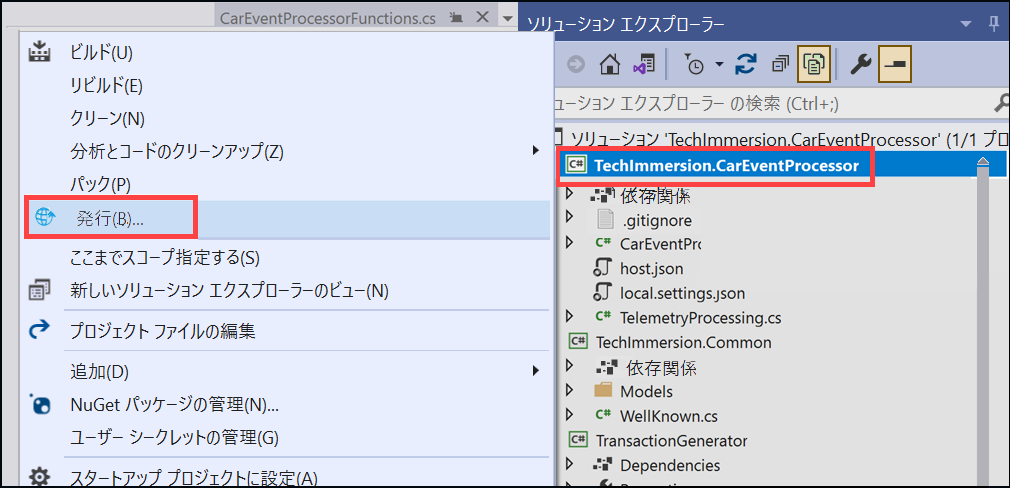 CarEventProcessorFunctions.cs
ビルド(U)
リビルド(E)
クリーン(N)
分析とコードのクリーンアップ(Z)
パック(P)
発行(B)...
ここまでスコープ指定する(S)
新しいソリューション エクスプローラーのビュー(N)
プロジェクト ファイルの編集
追加(D)
NuGet パッケージの管理(N)...
ユーザー シークレットの管理(G)
スタートアップ プロジェクトに設定(A)
ソリューション エクスプローラー
ューション エクスプローラー の検索 (Ctrl+;)
ソリューション 'TechImmersion.CarEventProcessor' (1/1 プロ
C# TechImmersion.CarEventProcessor
依存関係
.gitignore
C# CarEventPrc
host.json
local.settings.json
C# TelemetryProcessing.cs
C# TechImmersion.Common
依存関係
Models
C# WellKnown.cs
C# TransactionGenerator
Dependencies